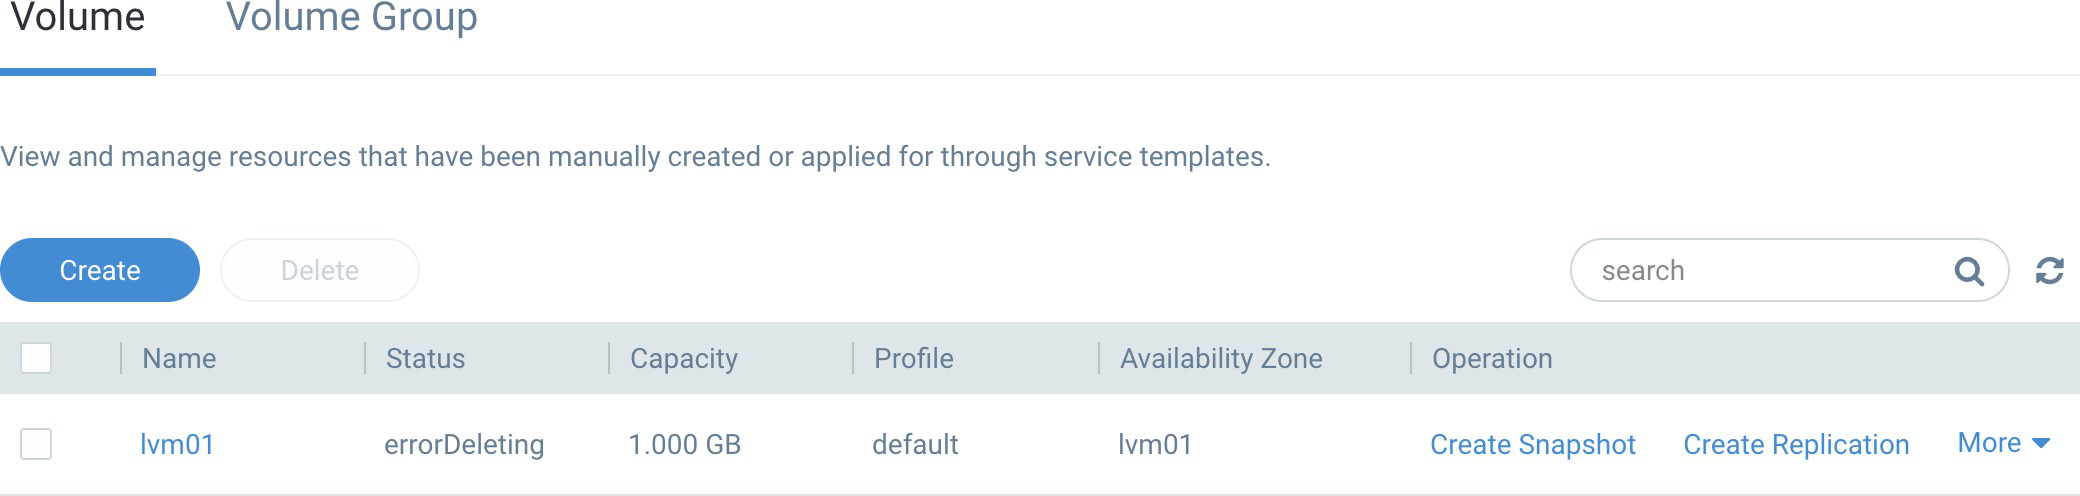 Volume Volume Group
View and manage resources that have been manually created or applied for through service templates.
Create Delete search
Name Status Capacity Profile Availability Zone Operation
lvm01 errorDeleting 1.000 GB default lvm01 Create Snapshot Create Replication More